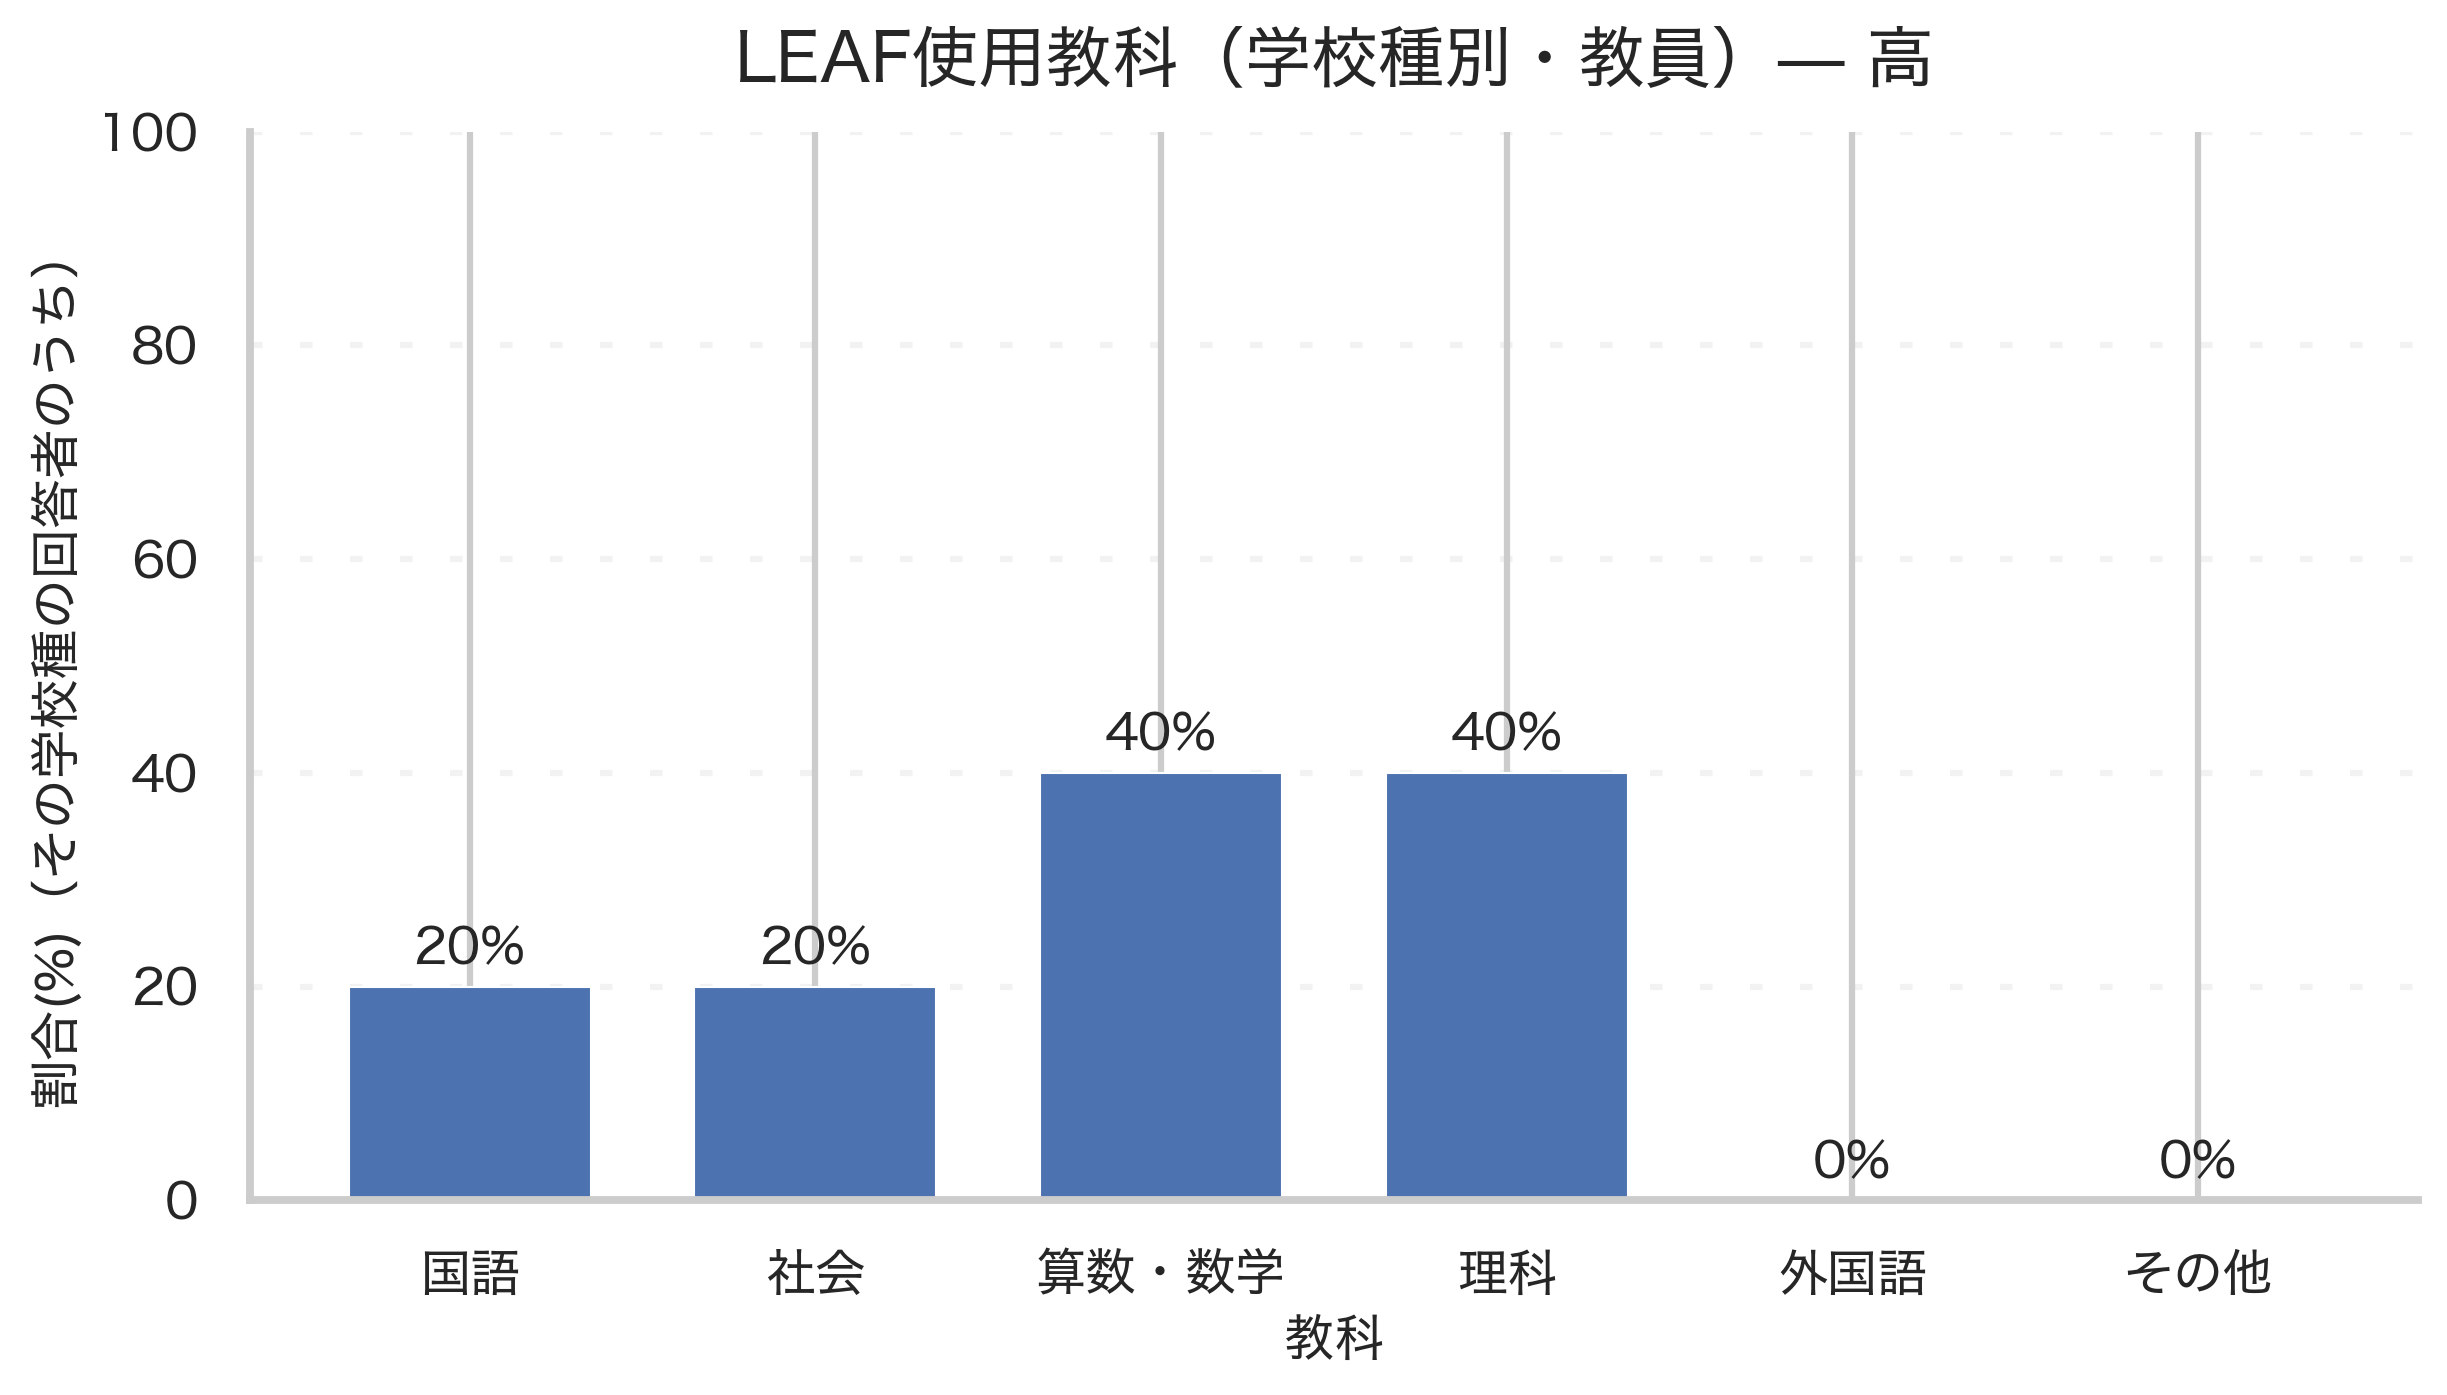 LEAF使用教科（学校種別・教員）— 高
割合(%)（その学校種の回答者のうち）
100
80
60
40
20
0
20%
20%
40%
40%
0%
0%
国語
社会
算数・数学
理科
外国語
その他
教科